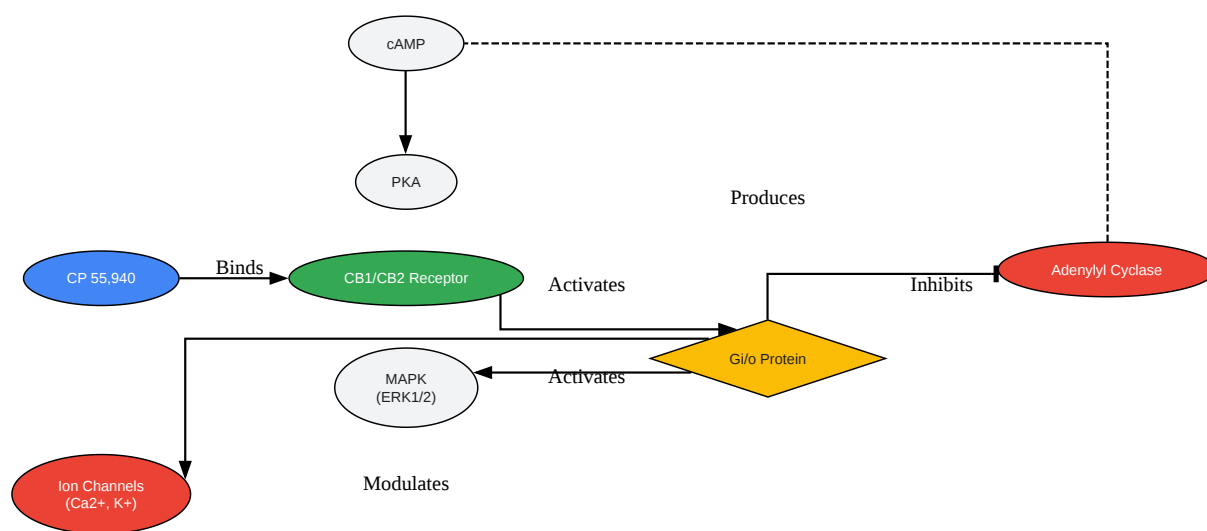 cAMP
PKA
Produces
CP 55,940
Binds
CB1/CB2 Receptor
Activates
Inhibits
Adenylyl Cyclase
Gi/o Protein
MAPK
(ERK1/2)
Activates
Ion Channels
(Ca2+, K+)
Modulates